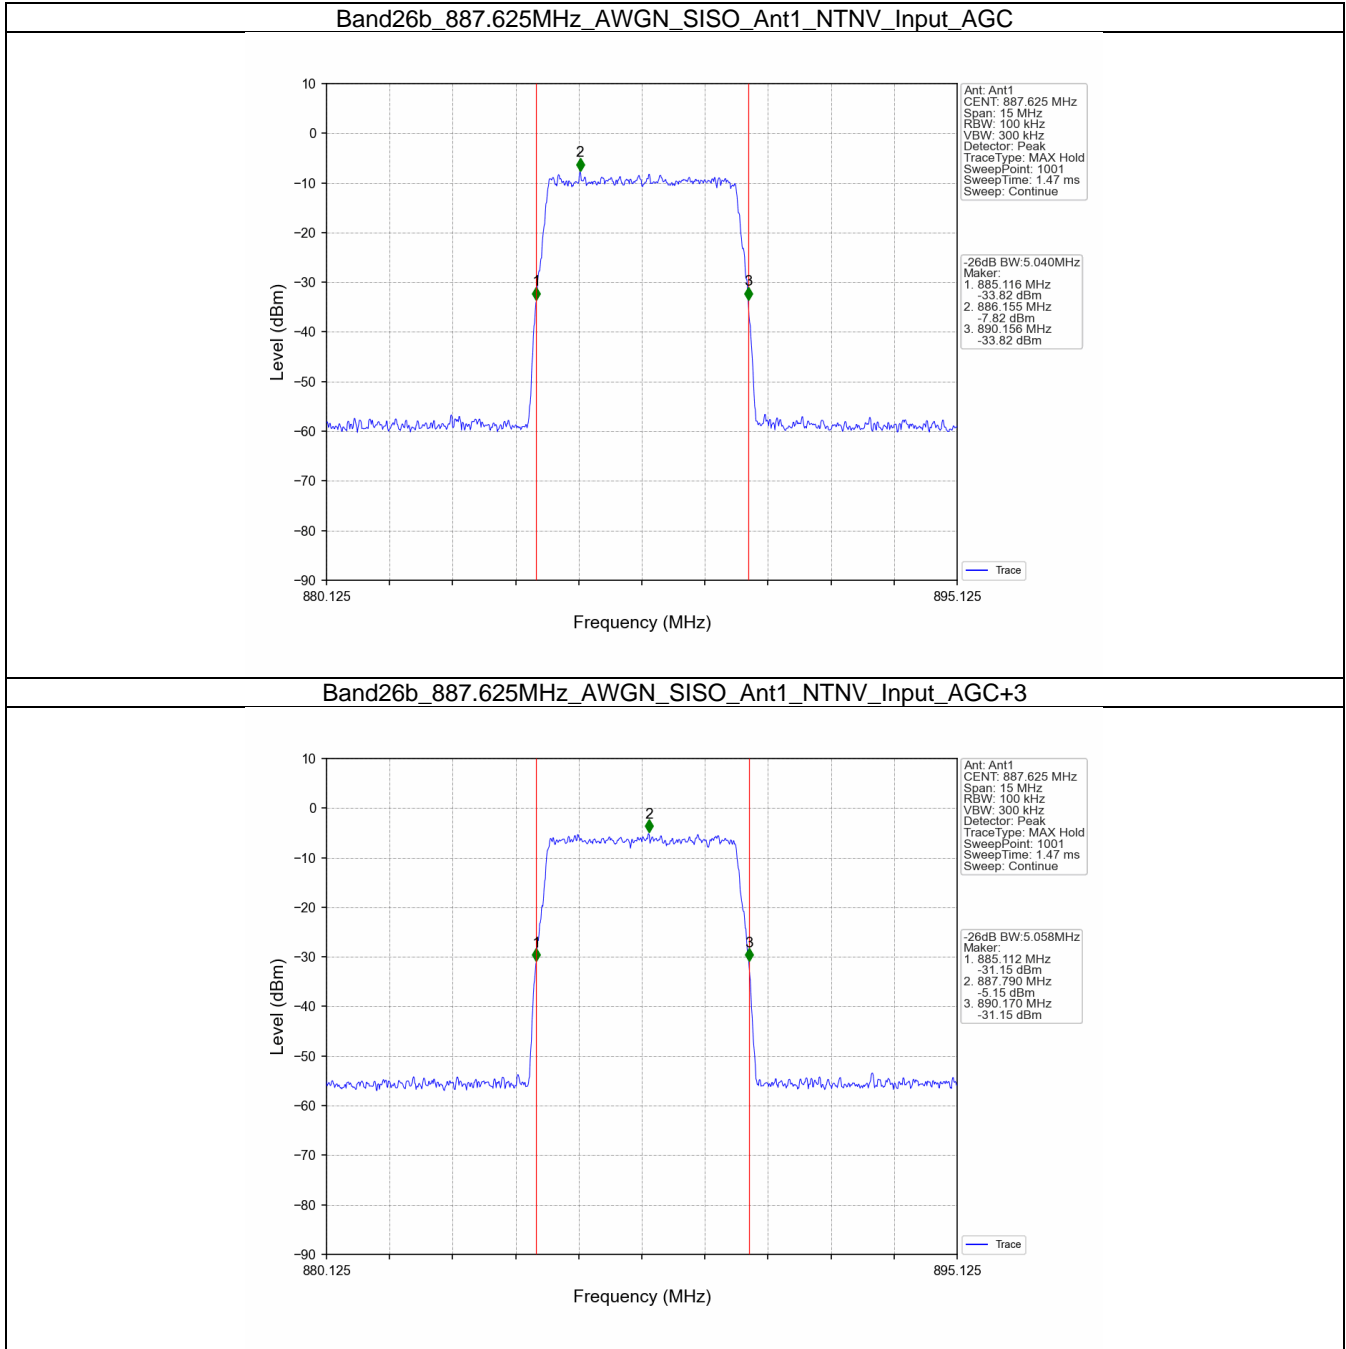 Band26b_887.625MHz_AWGN_SISO_Ant1_NTNV_Input_AGC
10
0
−10
−20
−30
−40
−50
−60
−70
−80
−90
Level (dBm)
1
2
3
880.125
895.125
Frequency (MHz)
Ant: Ant1
CENT: 887.625 MHz
Span: 15 MHz
RBW: 100 kHz
VBW: 300 kHz
Detector: Peak
TraceType: MAX Hold
SweepPoint: 1001
SweepTime: 1.47 ms
Sweep: Continue
-26dB BW:5.040MHz
Maker:
1. 885.116 MHz
-33.82 dBm
2. 886.155 MHz
-7.82 dBm
3. 890.156 MHz
-33.82 dBm
Trace
Band26b_887.625MHz_AWGN_SISO_Ant1_NTNV_Input_AGC+3
10
0
−10
−20
−30
−40
−50
−60
−70
−80
−90
Level (dBm)
1
2
3
880.125
895.125
Frequency (MHz)
Ant: Ant1
CENT: 887.625 MHz
Span: 15 MHz
RBW: 100 kHz
VBW: 300 kHz
Detector: Peak
TraceType: MAX Hold
SweepPoint: 1001
SweepTime: 1.47 ms
Sweep: Continue
-26dB BW:5.058MHz
Maker:
1. 885.112 MHz
-31.15 dBm
2. 887.790 MHz
-5.15 dBm
3. 890.170 MHz
-31.15 dBm
Trace